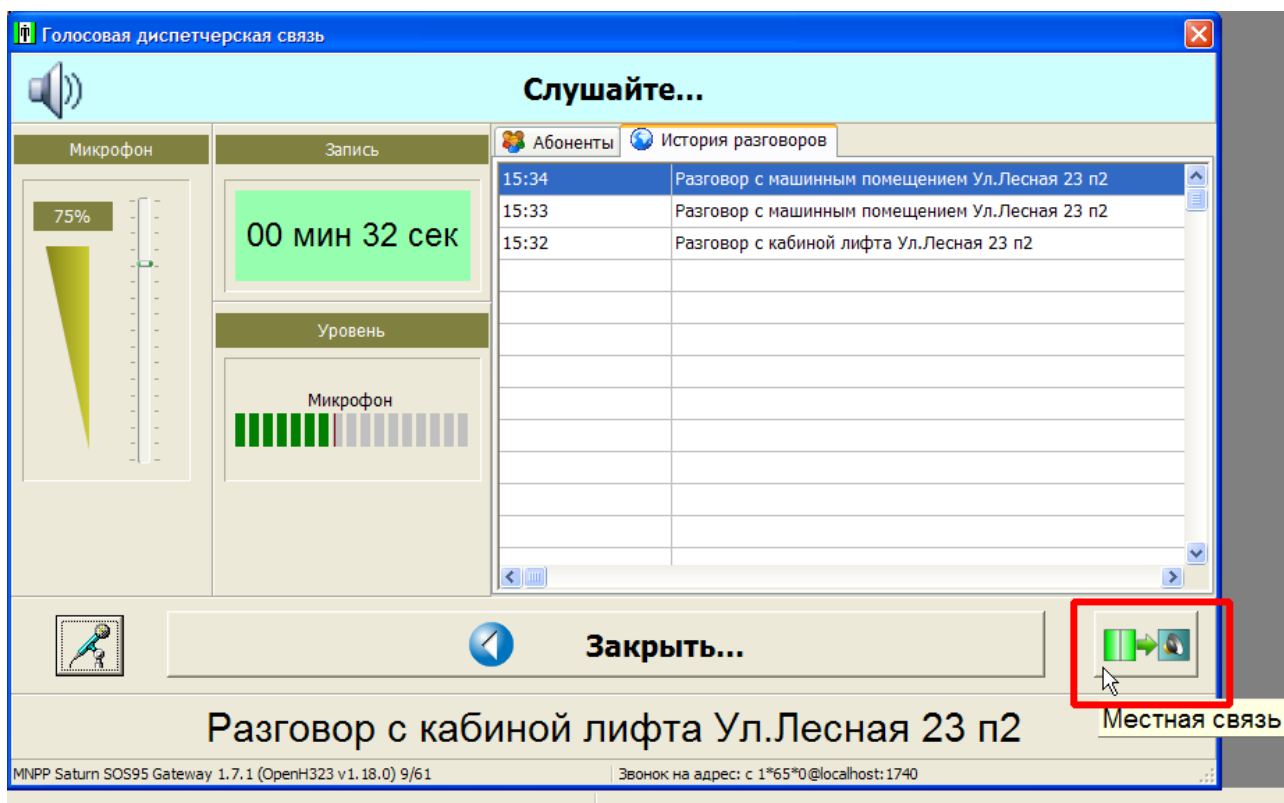 Голосовая диспетчерская связь
Слушайте...
Микрофон
75%
Запись
00 мин 32 сек
Уровень
Микрофон
Абоненты
История разговоров
15:34 Разговор с машинным помещением Ул.Лесная 23 п2
15:33 Разговор с машинным помещением Ул.Лесная 23 п2
15:32 Разговор с кабиной лифта Ул.Лесная 23 п2
Закрыть...
Местная связь
Разговор с кабиной лифта Ул.Лесная 23 п2
MNPP Saturn SOS95 Gateway 1.7.1 (OpenH323 v1.18.0) 9/61
Звонок на адрес: с 1*65*0@localhost:1740